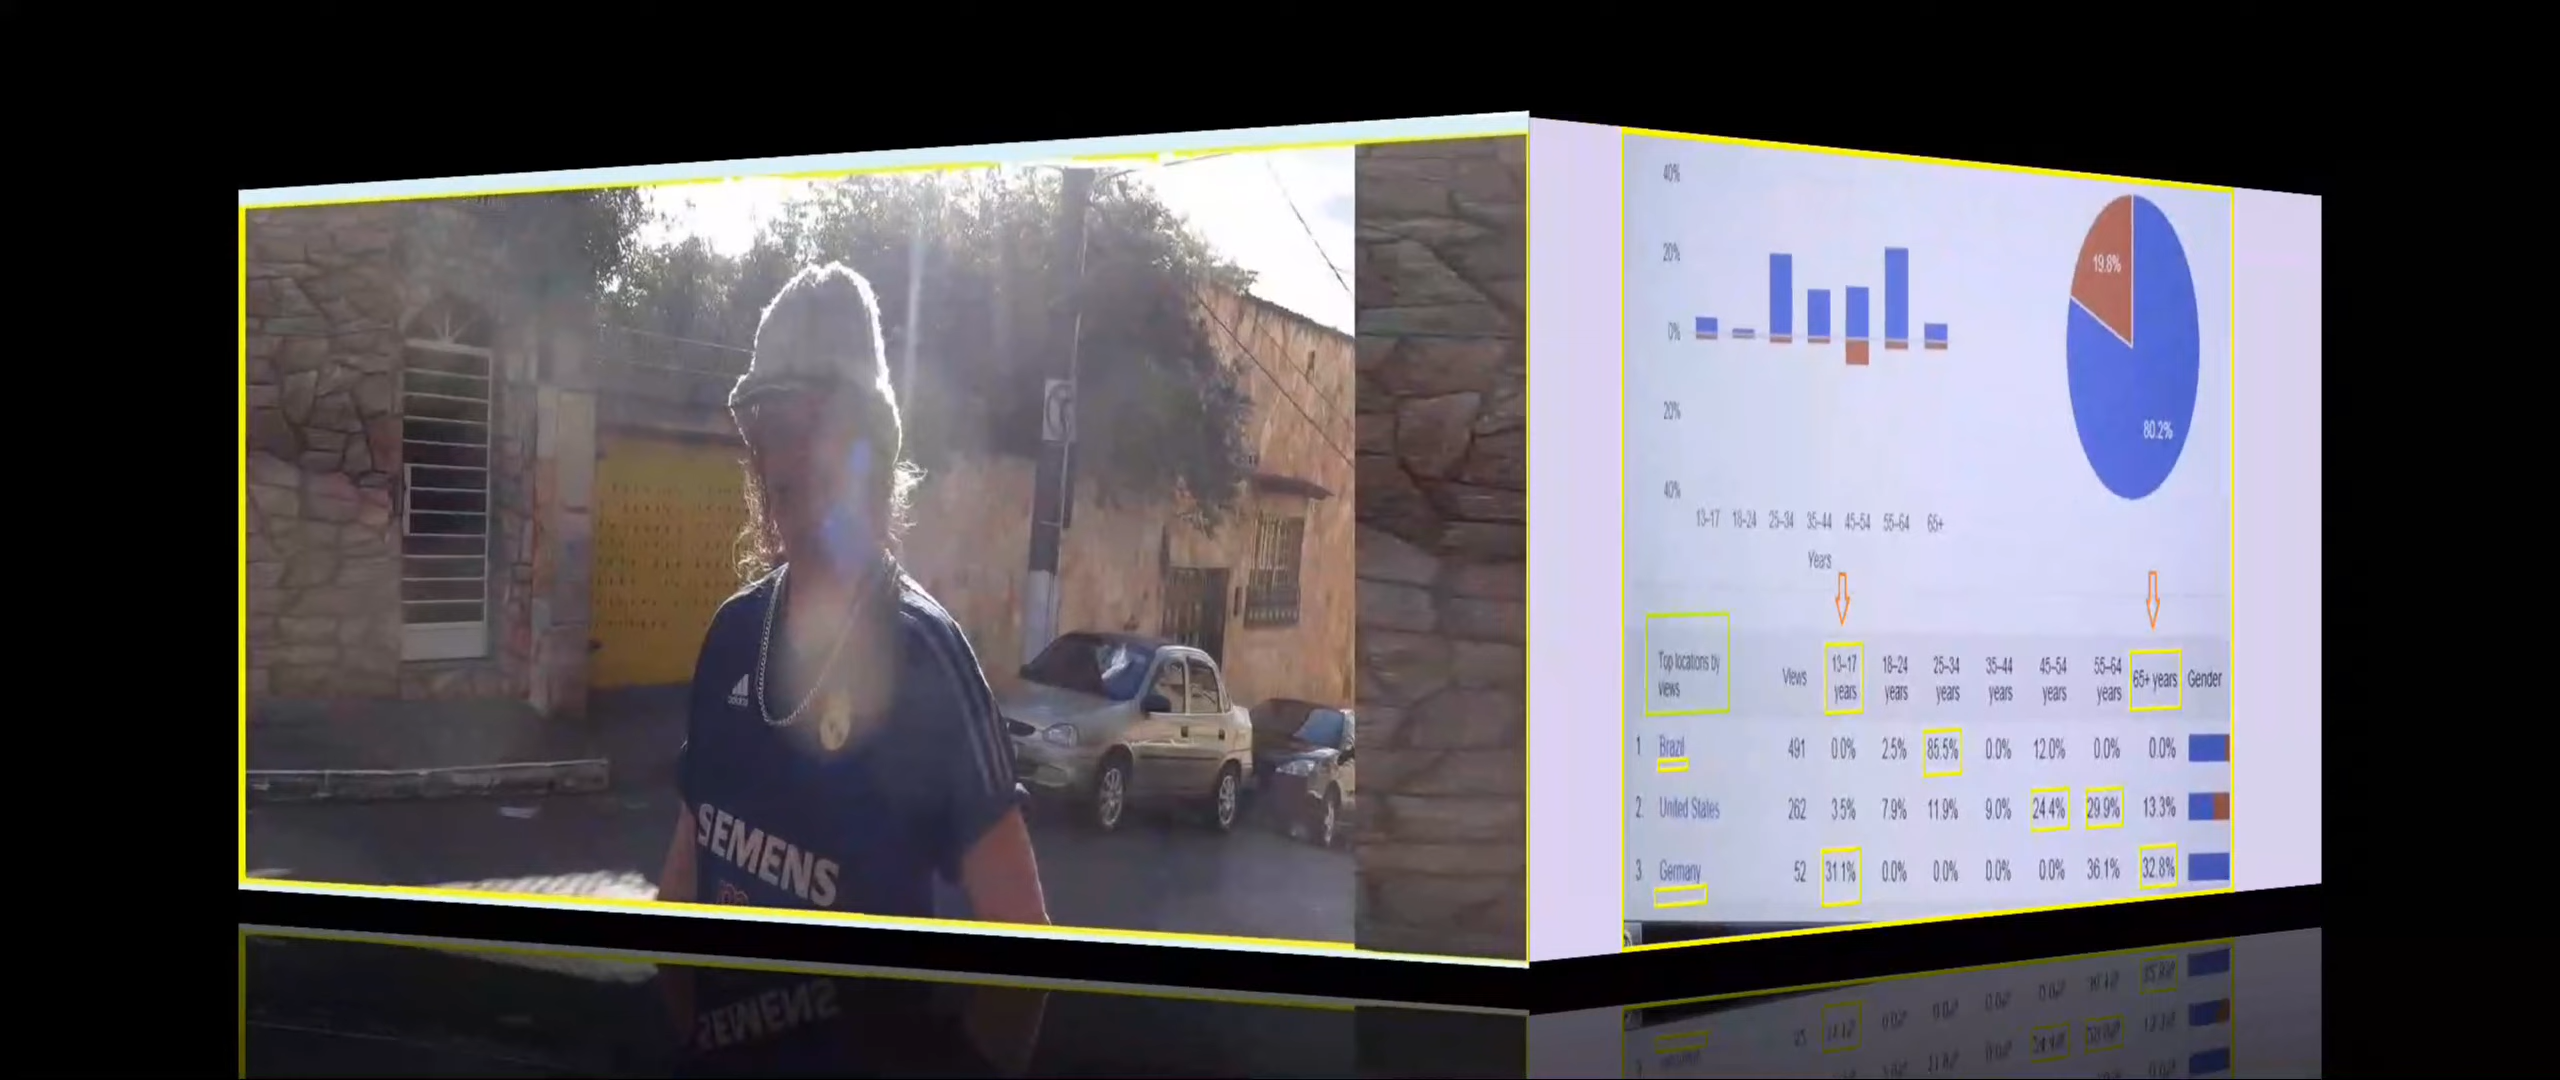 adidas
SIEMENS
40%
20%
0%
20%
40%
13–17 18–24 25–34 35–44 45–54 55–64 65+
Years
19.8%
80.2%
Top locations by views Views 13–17 years 18–24 years 25–34 years 35–44 years 45–54 years 55–64 years 65+ years Gender
1 Brazil 491 0.0% 2.5% 85.5% 0.0% 12.0% 0.0% 0.0%
2. United States 262 3.5% 7.9% 11.9% 9.0% 24.4% 29.9% 13.3%
3 Germany 52 31.1% 0.0% 0.0% 0.0% 0.0% 36.1% 32.8%